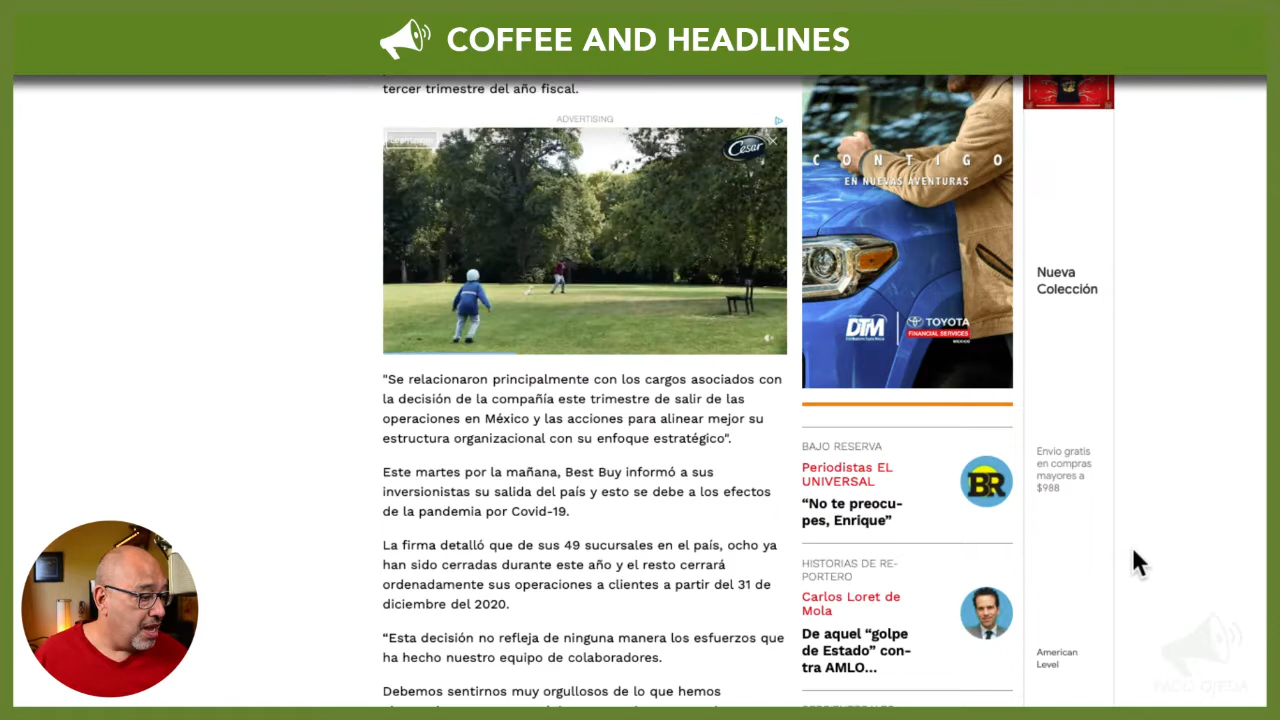 COFFEE AND HEADLINES
tercer trimestre del año fiscal.
ADVERTISING
Cesar
"Se relacionaron principalmente con los cargos asociados con
la decisión de la compañía este trimestre de salir de las
operaciones en México y las acciones para alinear mejor su
estructura organizacional con su enfoque estratégico".
Este martes por la mañana, Best Buy informó a sus
inversionistas su salida del país y esto se debe a los efectos
de la pandemia por Covid-19.
La firma detalló que de sus 49 sucursales en el país, ocho ya
han sido cerradas durante este año y el resto cerrará
ordenadamente sus operaciones a clientes a partir del 31 de
diciembre del 2020.
“Esta decisión no refleja de ninguna manera los esfuerzos que
ha hecho nuestro equipo de colaboradores.
Debemos sentirnos muy orgullosos de lo que hemos
CONTIGO
EN NUEVAS AVENTURAS
DTM
TOYOTA
FINANCIAL SERVICES
MEXICO
BAJO RESERVA
Periodistas EL
UNIVERSAL
“No te preocu-
pes, Enrique”
BR
HISTORIAS DE RE-
PORTERO
Carlos Loret de
Mola
De aquel “golpe
de Estado” con-
tra AMLO...
Nueva
Colección
Envío gratis
en compras
mayores a
$988
American
Level
PACO OJEDA